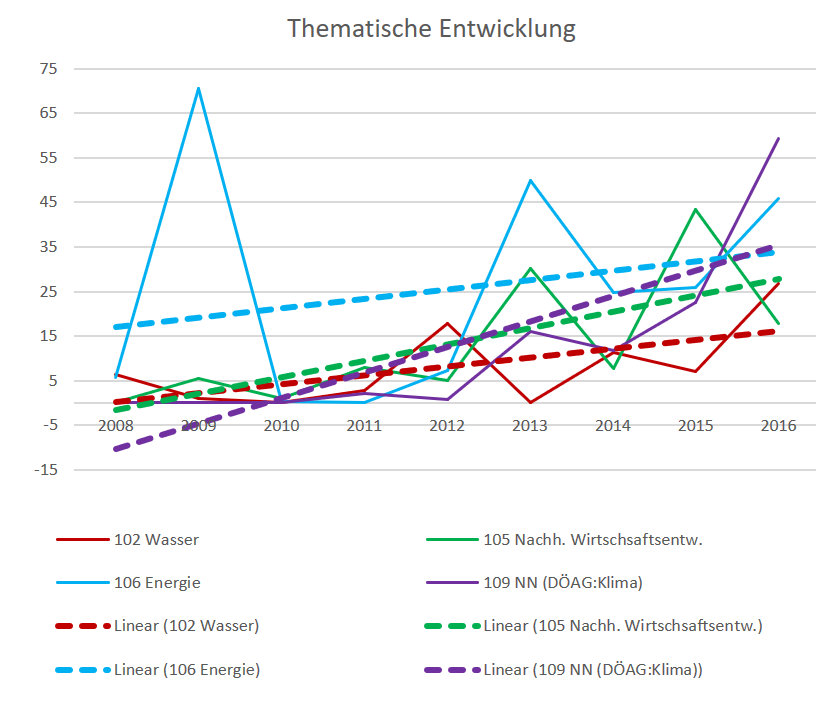 Thematische Entwicklung
75
65
55
45
35
25
15
5
-5
-15
2008 2009 2010 2011 2012 2013 2014 2015 2016
102 Wasser 105 Nachh. Wirtschsaftsentw.
106 Energie 109 NN (DÖAG:Klima)
Linear (102 Wasser) Linear (105 Nachh. Wirtschsaftsentw.)
Linear (106 Energie) Linear (109 NN (DÖAG:Klima))